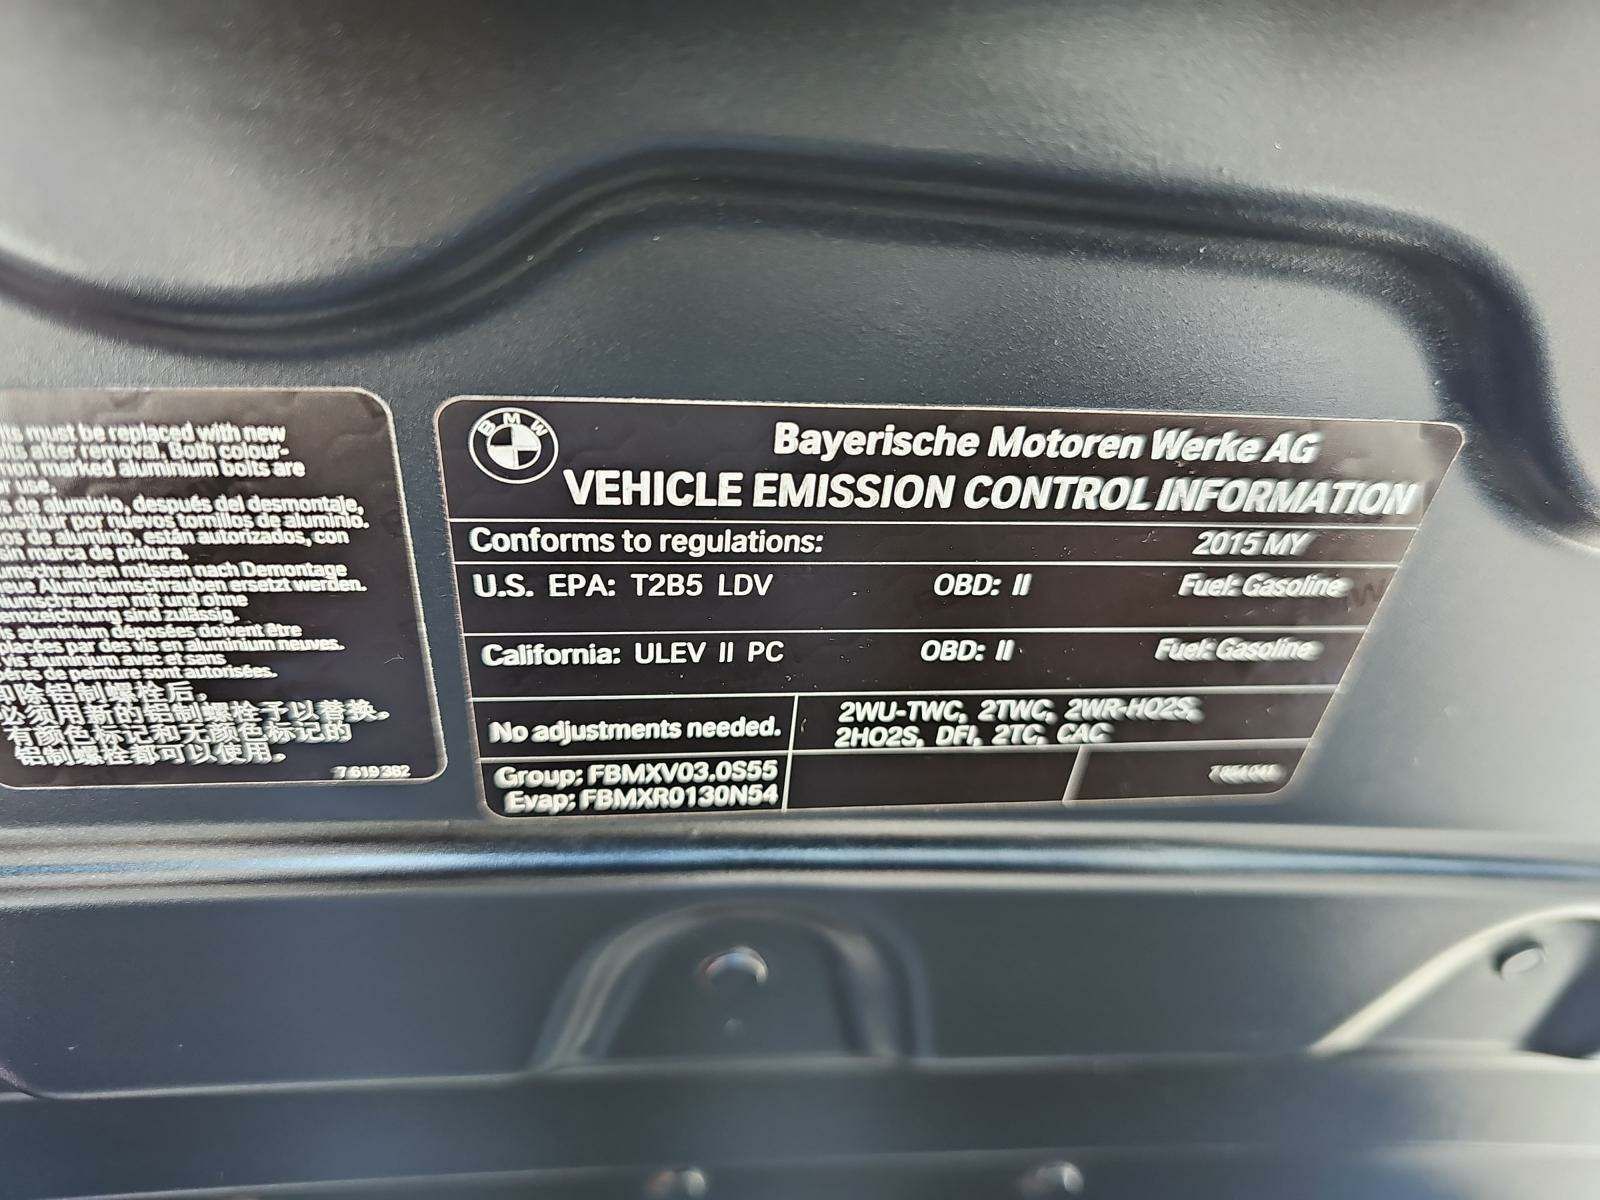 must be replaced with new
after removal. Both colour-
marked aluminium bolts are
use.
de aluminio, después del desmontaje,
por nuevos tornillos de aluminio.
de aluminio, están autorizados, con
sin marca de pintura.
müssen nach Demontage
Aluminiumschrauben ersetzt werden.
mit und ohne
sind zulässig.
aluminium déposées doivent être
par des vis en aluminium neuves.
vis aluminium avec et sans
de peinture sont autorisées.
除铝制螺栓后,
必须用新的铝制螺栓予以替换。
有颜色标记和无颜色标记的
铝制螺栓都可以使用。
7 619 382
BMW
Bayerische Motoren Werke AG
VEHICLE EMISSION CONTROL INFORMATION
Conforms to regulations: 2015 MY
U.S. EPA: T2B5 LDV OBD: II Fuel: Gasoline
California: ULEV II PC OBD: II Fuel: Gasoline
No adjustments needed.
2WU-TWC, 2TWC, 2WR-HO2S,
2HO2S, DFI, 2TC, CAC
Group: FBMXV03.0S55
Evap: FBMXR0130N54